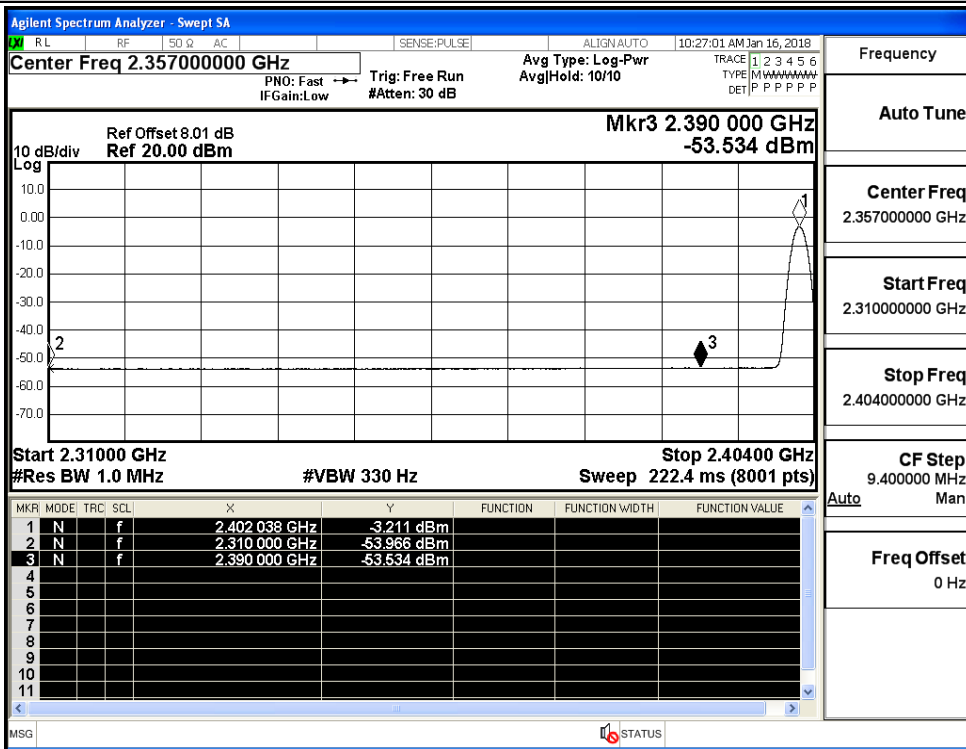 Agilent Spectrum Analyzer - Swept SA
LXI RL RF 50 Ω AC SENSE:PULSE ALIGN AUTO 10:27:01 AM Jan 16, 2018
Center Freq 2.357000000 GHz
PNO: Fast
IFGain:Low
Trig: Free Run
#Atten: 30 dB
Avg Type: Log-Pwr
Avg|Hold: 10/10
TRACE 1 2 3 4 5 6
TYPE M WWWWW
DET P P P P P P
Ref Offset 8.01 dB
10 dB/div Ref 20.00 dBm
Log
Mkr3 2.390 000 GHz
-53.534 dBm
10.0
0.00
-10.0
-20.0
-30.0
-40.0
-50.0
-60.0
-70.0
1
2
3
Start 2.31000 GHz Stop 2.40400 GHz
#Res BW 1.0 MHz #VBW 330 Hz Sweep 222.4 ms (8001 pts)
MKR MODE TRC SCL X Y FUNCTION FUNCTION WIDTH FUNCTION VALUE
1 N f 2.402 038 GHz -3.211 dBm
2 N f 2.310 000 GHz -53.966 dBm
3 N f 2.390 000 GHz -53.534 dBm
4
5
6
7
8
9
10
11
MSG STATUS
Frequency
Auto Tune
Center Freq
2.357000000 GHz
Start Freq
2.310000000 GHz
Stop Freq
2.404000000 GHz
CF Step
9.400000 MHz
Auto Man
Freq Offset
0 Hz